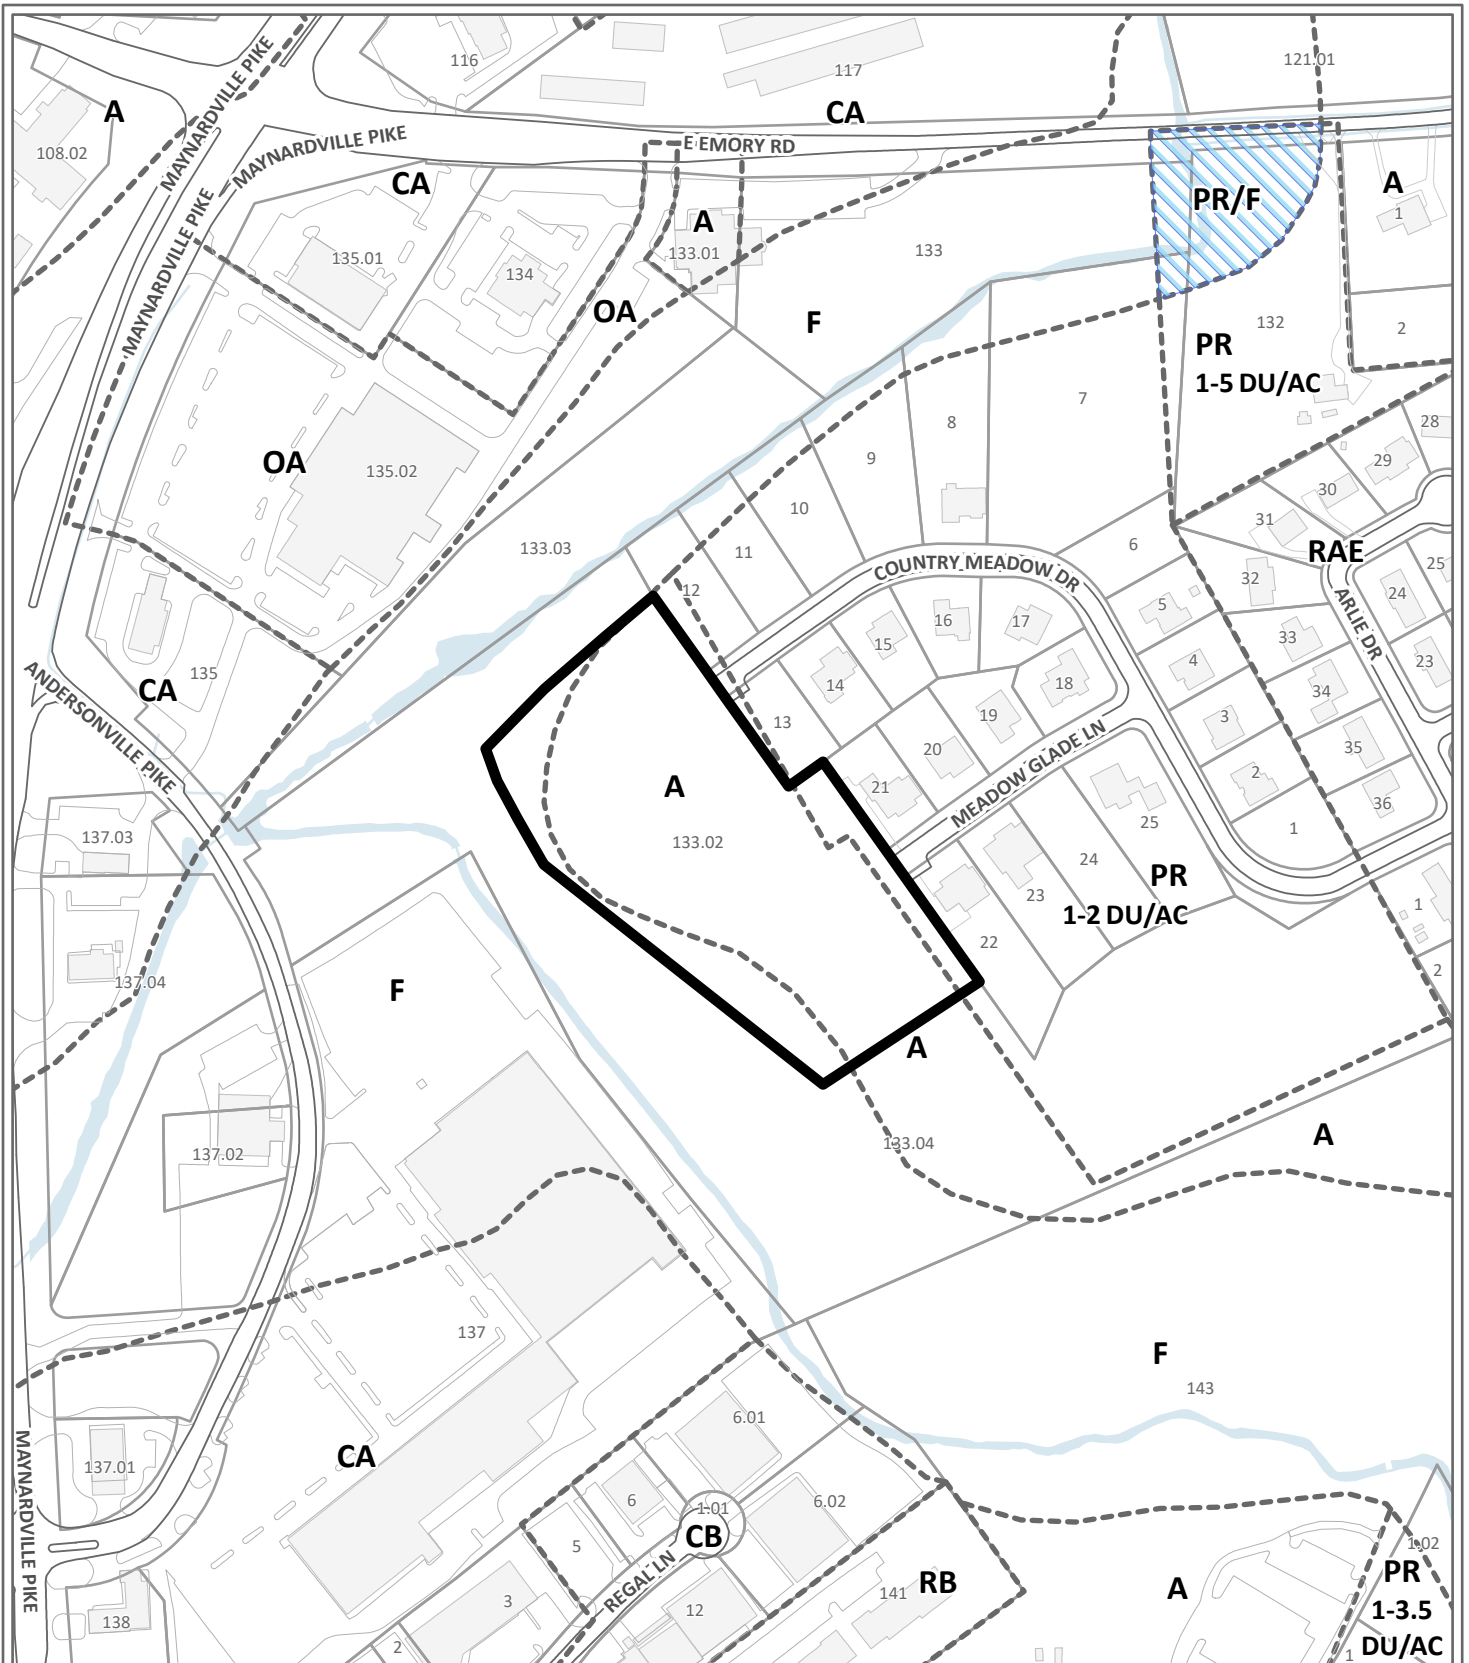 116
117
121.01
A
CA
108.02
MAYNARDVILLE PIKE
MAYNARDVILLE PIKE
E EMORY RD
MAYNARDVILLE PIKE
CA
A
PR/F
A
1
133.01
133
135.01
134
OA
F
132
2
PR
1-5 DU/AC
7
8
28
9
29
OA
135.02
30
10
31
133.03
11
6
RAE
COUNTRY MEADOW DR
25
12
32
24
5
ARLIE DR
16
17
15
33
23
4
135
CA
14
18
34
ANDERSONVILLE PIKE
13
19
3
35
20
MEADOW GLADE LN
2
A
21
36
25
1
137.03
133.02
24
PR
1-2 DU/AC
23
1
22
2
137.04
F
A
A
133.04
137.02
137
F
143
6.01
CA
137.01
6
1.01
6.02
CB
5
1.02
MAYNARDVILLE PIKE
REGAL LN
RB
A
PR
1-3.5
DU/AC
141
3
12
138
2
1